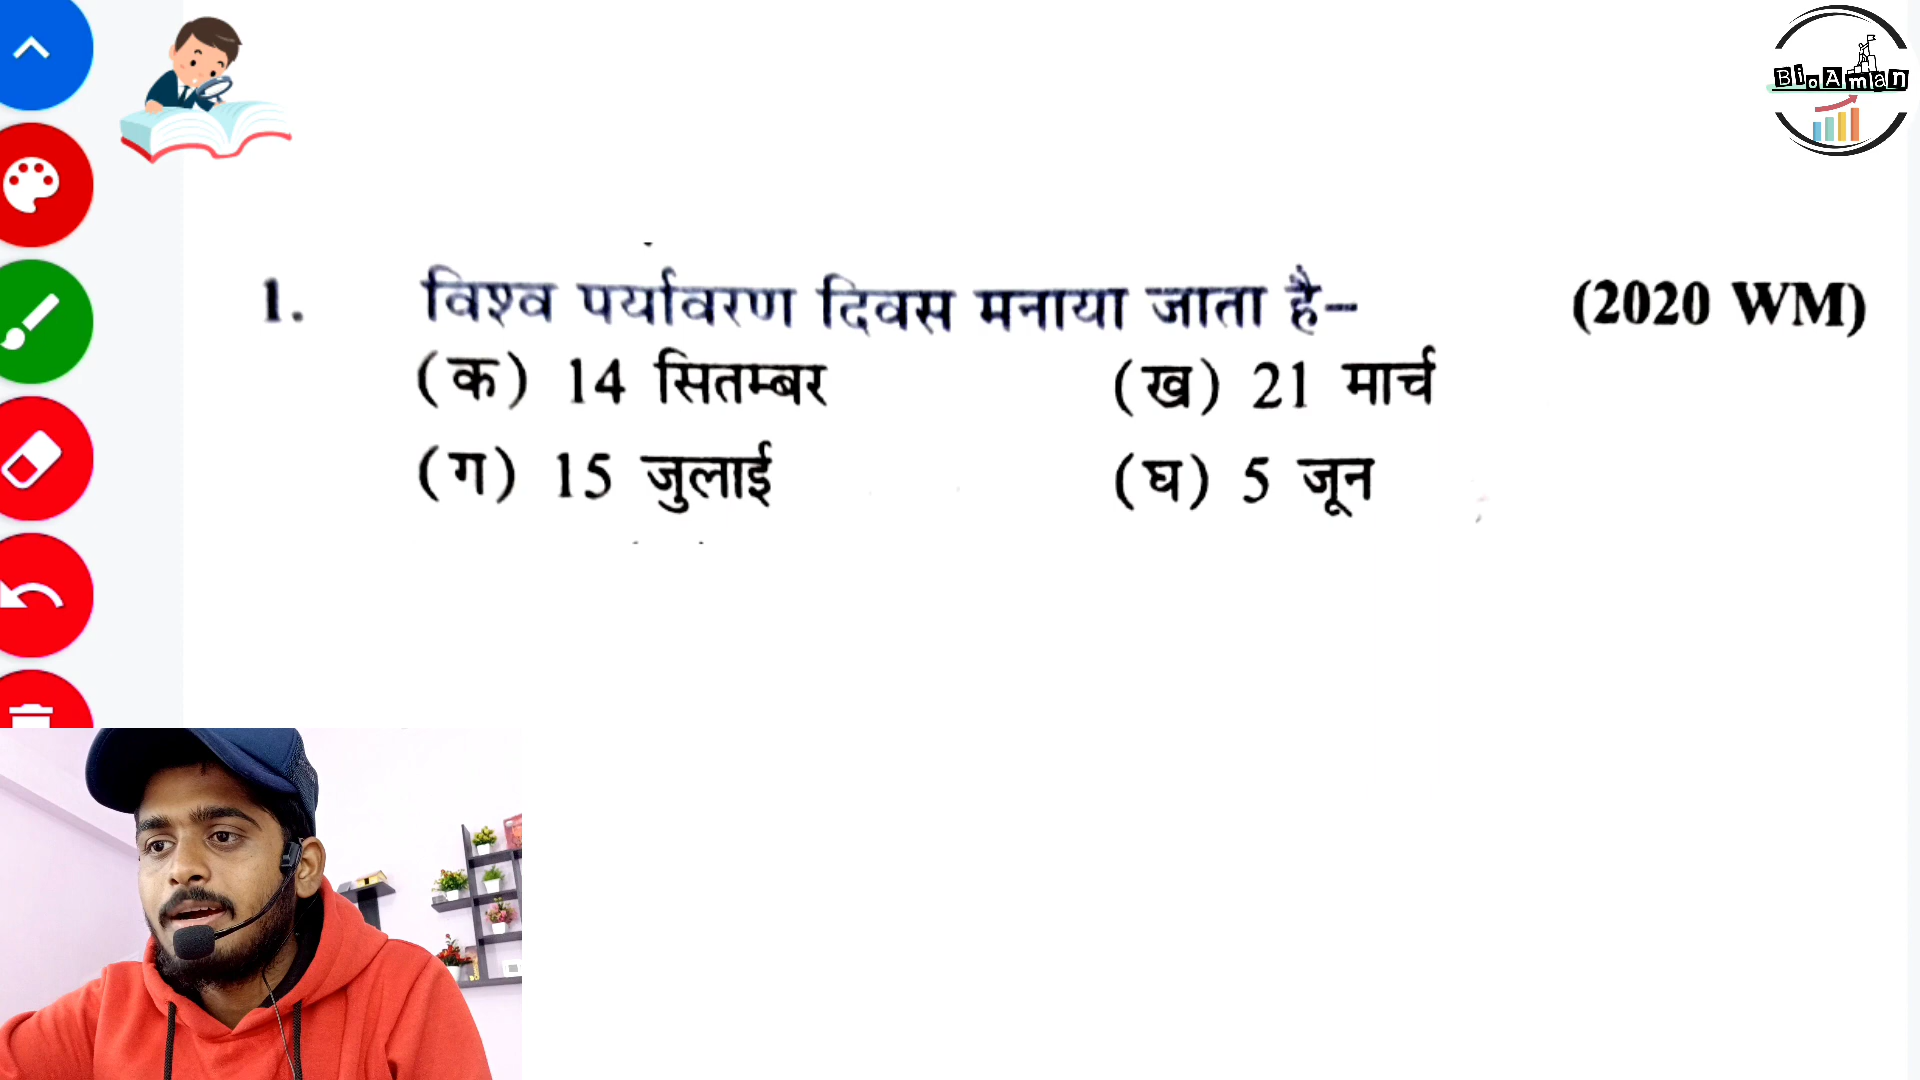 BioAman
1. विश्व पर्यावरण दिवस मनाया जाता है– (2020 WM)
(क) 14 सितम्बर (ख) 21 मार्च
(ग) 15 जुलाई (घ) 5 जून